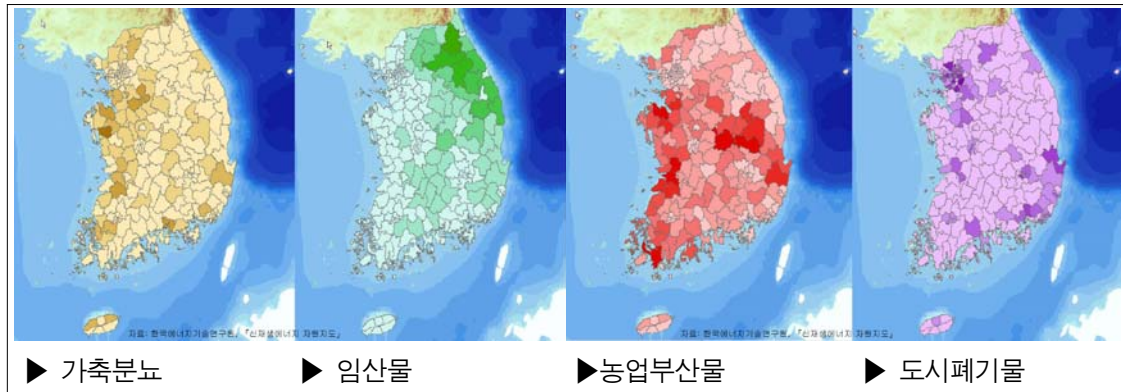 자료: 한국에너지기술연구원, 『신재생에너지 자원지도』
자료: 한국에너지기술연구원, 『신재생에너지 자원지도』
▶ 가축분뇨
▶ 임산물
▶농업부산물
▶ 도시폐기물